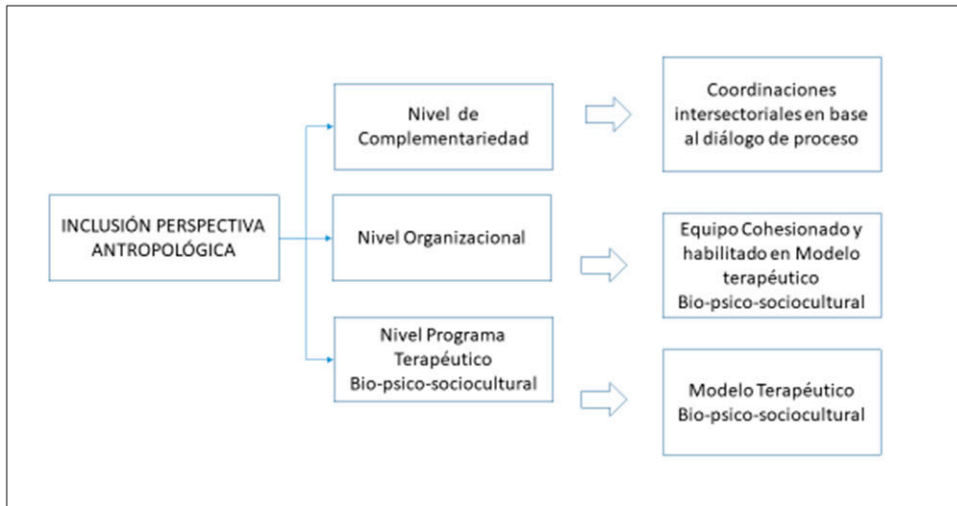 INCLUSIÓN PERSPECTIVA
ANTROPOLÓGICA
Nivel de
Complementariedad
Coordinaciones
intersectoriales en base
al diálogo de proceso
Nivel Organizacional
Equipo Cohesionado y
habilitado en Modelo
terapéutico
Bio-psico-sociocultural
Nivel Programa
Terapéutico
Bio-psico-sociocultural
Modelo Terapéutico
Bio-psico-sociocultural